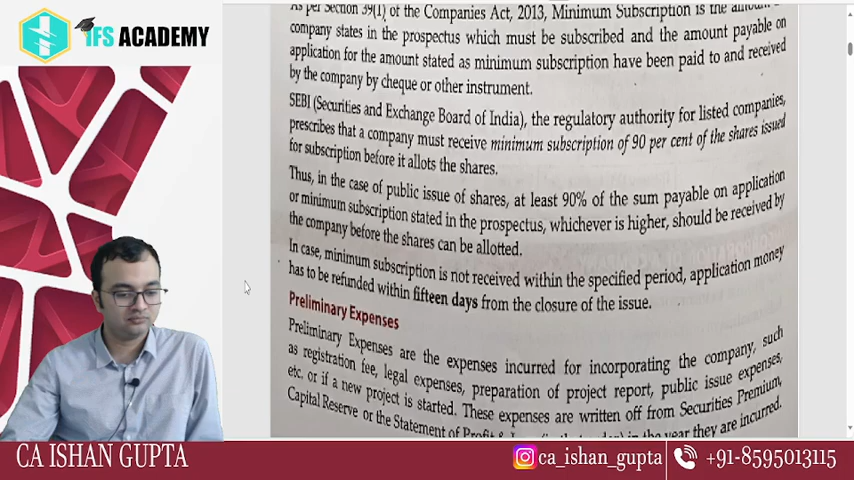 IFS ACADEMY
As per Section 39(1) of the Companies Act, 2013, Minimum Subscription is the amount
company states in the prospectus which must be subscribed and the amount payable on
application for the amount stated as minimum subscription have been paid to and received
by the company by cheque or other instrument.
SEBI (Securities and Exchange Board of India), the regulatory authority for listed companies,
prescribes that a company must receive minimum subscription of 90 per cent of the shares issued
for subscription before it allots the shares.
Thus, in the case of public issue of shares, at least 90% of the sum payable on application
or minimum subscription stated in the prospectus, whichever is higher, should be received by
the company before the shares can be allotted.
In case, minimum subscription is not received within the specified period, application money
has to be refunded within fifteen days from the closure of the issue.
Preliminary Expenses
Preliminary Expenses are the expenses incurred for incorporating the company, such
as registration fee, legal expenses, preparation of project report, public issue expenses,
etc. or if a new project is started. These expenses are written off from Securities Premium,
Capital Reserve or the Statement of Profit & in the year they are incurred.
CA ISHAN GUPTA
ca_ishan_gupta
+91-8595013115